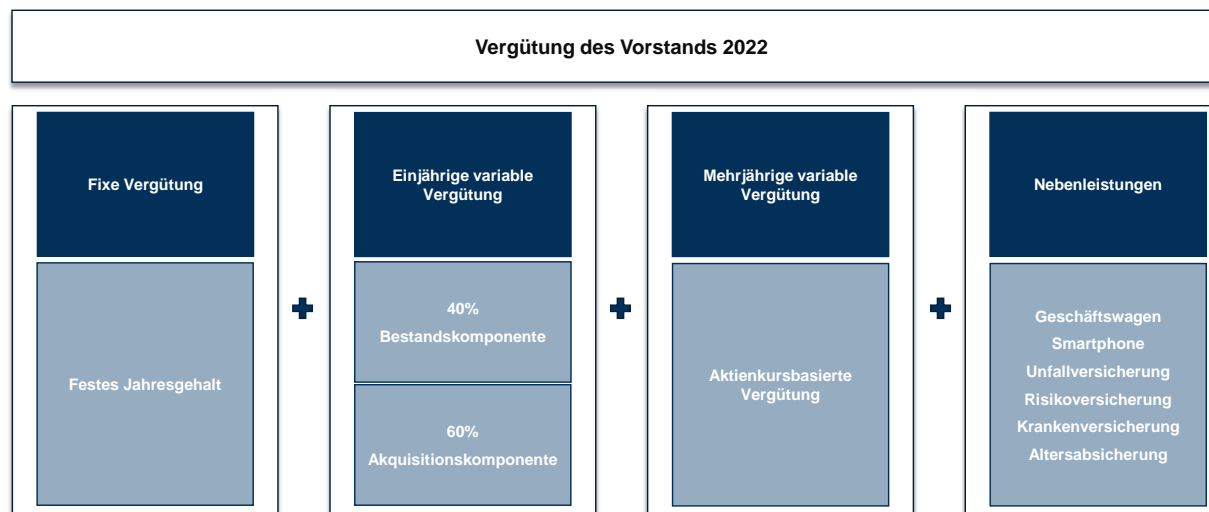 Vergütung des Vorstands 2022
Fixe Vergütung
Festes Jahresgehalt
Einjährige variable
Vergütung
40%
Bestandskomponente
60%
Akquisitionskomponente
Mehrjährige variable
Vergütung
Aktienkursbasierte
Vergütung
Nebenleistungen
Geschäftswagen
Smartphone
Unfallversicherung
Risikoversicherung
Krankenversicherung
Altersabsicherung